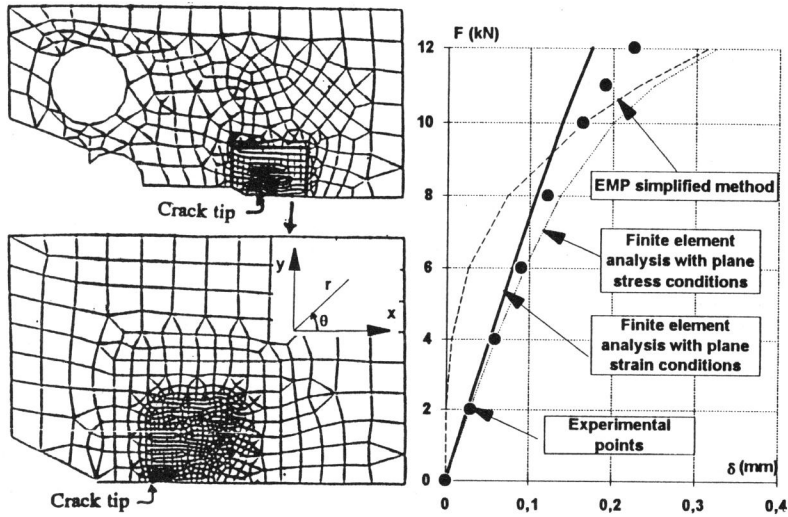 Crack tip
y
r
x
θ
Crack tip
F (kN)
12
10
8
6
4
2
0
EMP simplified method
Finite element
analysis with plane
stress conditions
Finite element
analysis with plane
strain conditions
Experimental
points
δ (mm)
0
0,1
0,2
0,3
0,4